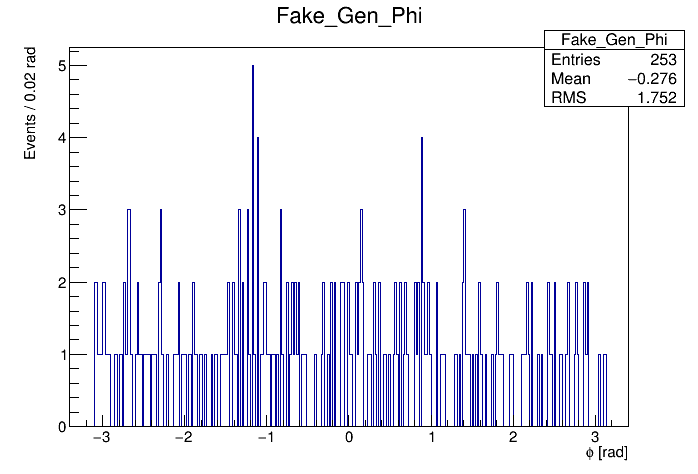 Fake_Gen_Phi
Fake_Gen_Phi
Entries 253
Mean −0.276
RMS 1.752
Events / 0.02 rad
5
4
3
2
1
0
−3 −2 −1 0 1 2 3
ϕ [rad]